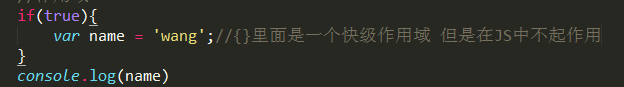 if(true){
    var name = 'wang';//{}里面是一个快级作用域 但是在JS中不起作用
}
console.log(name)